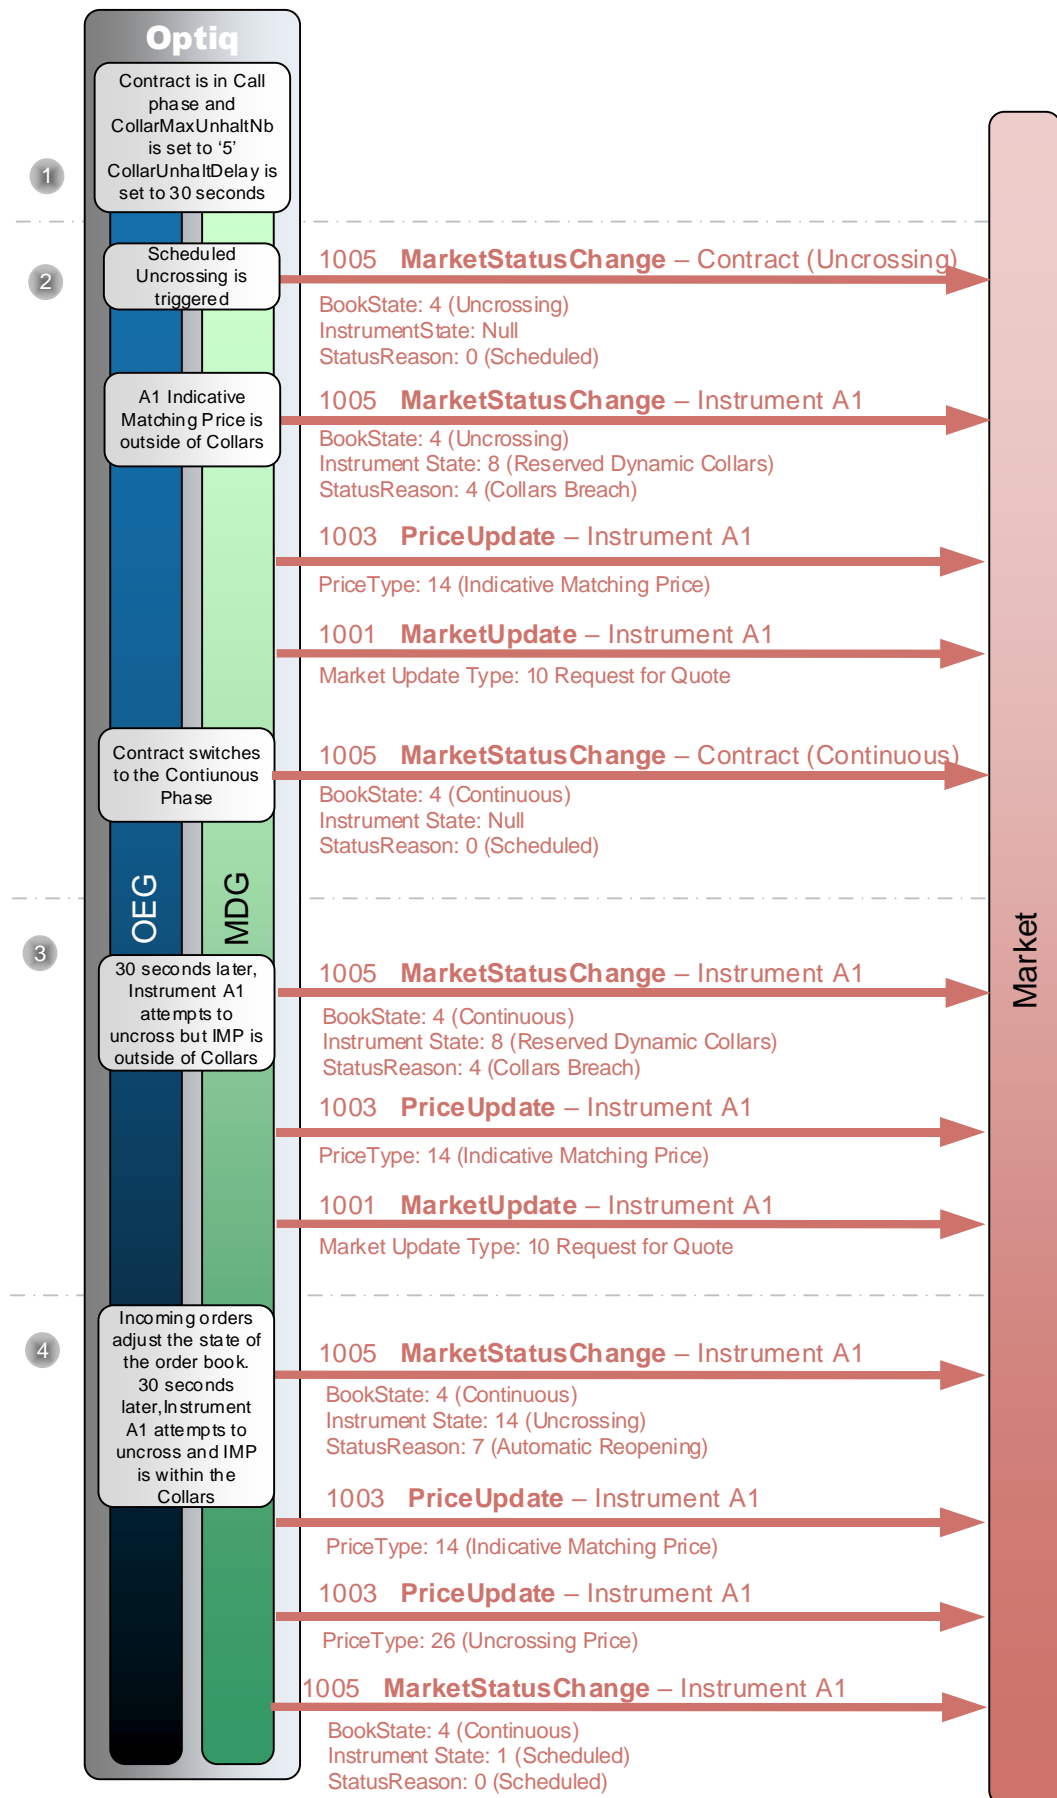 Optiq
Contract is in Call
phase and
CollarMaxUnhaltNb
is set to ‘5’
CollarUnhaltDelay is
set to 30 seconds
1
2
Scheduled
Uncrossing is
triggered
1005 MarketStatusChange – Contract (Uncrossing)
BookState: 4 (Uncrossing)
InstrumentState: Null
StatusReason: 0 (Scheduled)
A1 Indicative
Matching Price is
outside of Collars
1005 MarketStatusChange – Instrument A1
BookState: 4 (Uncrossing)
Instrument State: 8 (Reserved Dynamic Collars)
StatusReason: 4 (Collars Breach)
1003 PriceUpdate – Instrument A1
PriceType: 14 (Indicative Matching Price)
1001 MarketUpdate – Instrument A1
Market Update Type: 10 Request for Quote
Contract switches
to the Contiunous
Phase
1005 MarketStatusChange – Contract (Continuous)
BookState: 4 (Continuous)
Instrument State: Null
StatusReason: 0 (Scheduled)
OEG
MDG
Market
3
30 seconds later,
Instrument A1
attempts to
uncross but IMP is
outside of Collars
1005 MarketStatusChange – Instrument A1
BookState: 4 (Continuous)
Instrument State: 8 (Reserved Dynamic Collars)
StatusReason: 4 (Collars Breach)
1003 PriceUpdate – Instrument A1
PriceType: 14 (Indicative Matching Price)
1001 MarketUpdate – Instrument A1
Market Update Type: 10 Request for Quote
4
Incoming orders
adjust the state of
the order book.
30 seconds
later,Instrument
A1 attempts to
uncross and IMP
is within the
Collars
1005 MarketStatusChange – Instrument A1
BookState: 4 (Continuous)
Instrument State: 14 (Uncrossing)
StatusReason: 7 (Automatic Reopening)
1003 PriceUpdate – Instrument A1
PriceType: 14 (Indicative Matching Price)
1003 PriceUpdate – Instrument A1
PriceType: 26 (Uncrossing Price)
1005 MarketStatusChange – Instrument A1
BookState: 4 (Continuous)
Instrument State: 1 (Scheduled)
StatusReason: 0 (Scheduled)